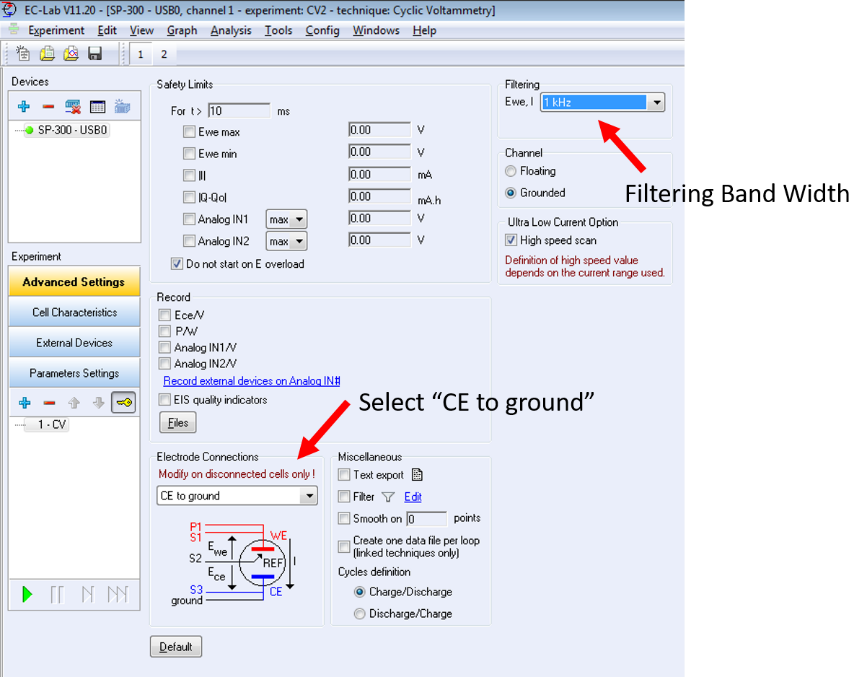 EC-Lab V11.20 - [SP-300 - USB0, channel 1 - experiment: CV2 - technique: Cyclic Voltammetry]
Experiment Edit View Graph Analysis Tools Config Windows Help
1 2
Devices
SP-300 - USB0
Experiment
Advanced Settings
Cell Characteristics
External Devices
Parameters Settings
1 - CV
Safety Limits
For t > 10 ms
Ewe max 0.00 V
Ewe min 0.00 V
|I| 0.00 mA
|Q-Qo| 0.00 mA.h
Analog IN1 max 0.00 V
Analog IN2 max 0.00 V
Do not start on E overload
Record
Ece/V
P/W
Analog IN1/V
Analog IN2/V
Record external devices on Analog IN#
EIS quality indicators
Files
Select “CE to ground”
Electrode Connections
Modify on disconnected cells only !
CE to ground
P1
S1
WE
Ewe
S2
REF
I
Ece
S3
CE
ground
Default
Miscellaneous
Text export
Filter Edit
Smooth on 0 points
Create one data file per loop
(linked techniques only)
Cycles definition
Charge/Discharge
Discharge/Charge
Filtering
Ewe, I 1 kHz
Filtering Band Width
Channel
Floating
Grounded
Ultra Low Current Option
High speed scan
Definition of high speed value
depends on the current range used.